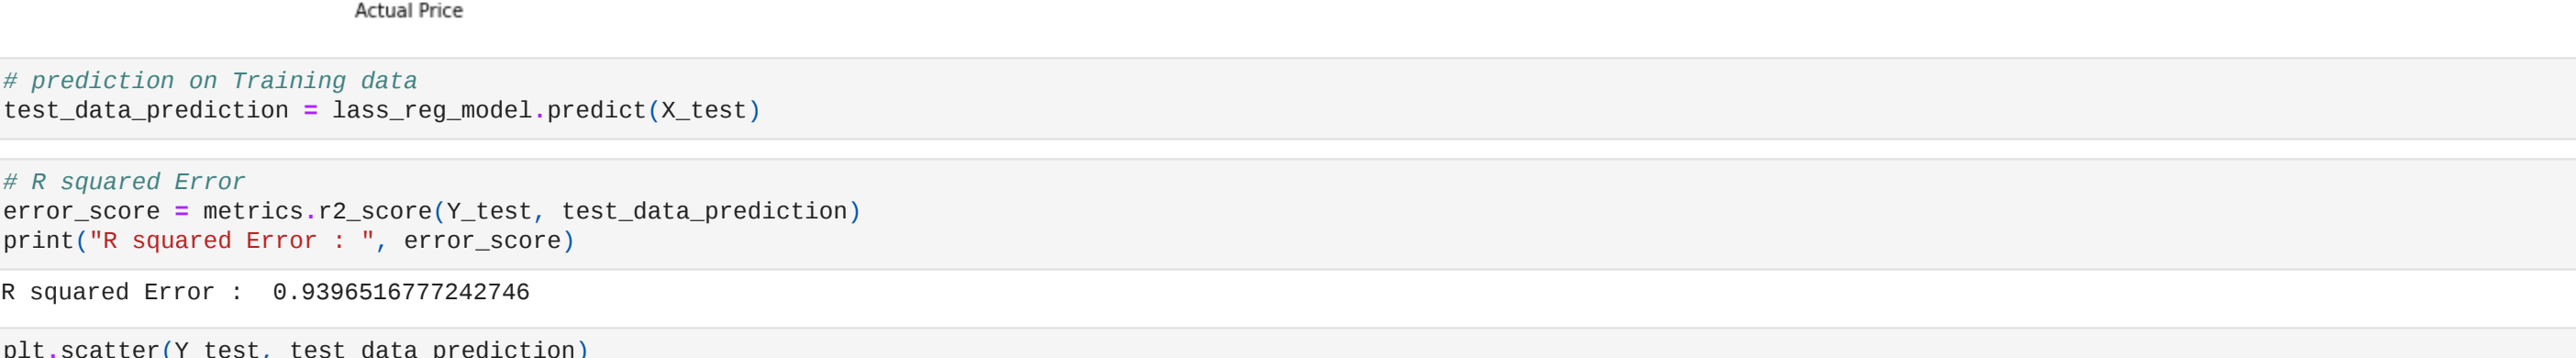 Actual Price
# prediction on Training data
test_data_prediction = lass_reg_model.predict(X_test)
# R squared Error
error_score = metrics.r2_score(Y_test, test_data_prediction)
print("R squared Error : ", error_score)
R squared Error :  0.9396516777242746
plt.scatter(Y_test, test_data_prediction)